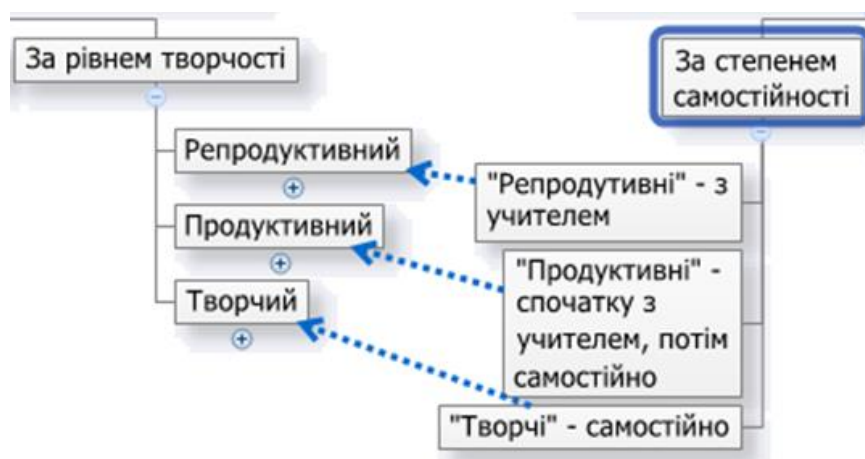 За рівнем творчості
Репродуктивний
Продуктивний
Творчий
За степенем
самостійності
"Репродутивні" - з
учителем
"Продуктивні" -
спочатку з
учителем, потім
самостійно
"Творчі" - самостійно